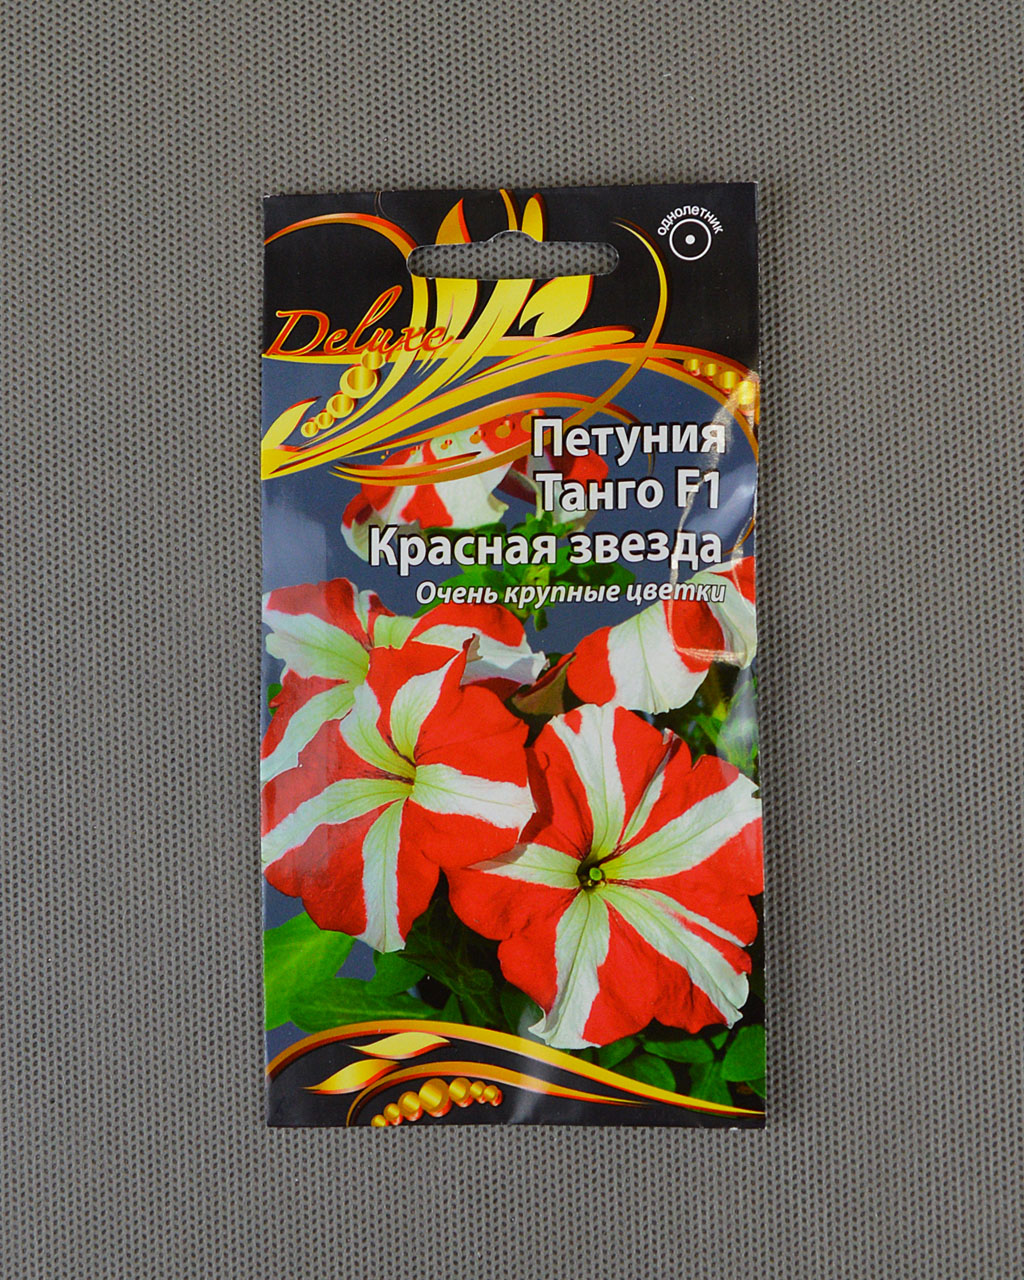 однолетник
Deluxe
Петуния
Танго F1
Красная звезда
Очень крупные цветки